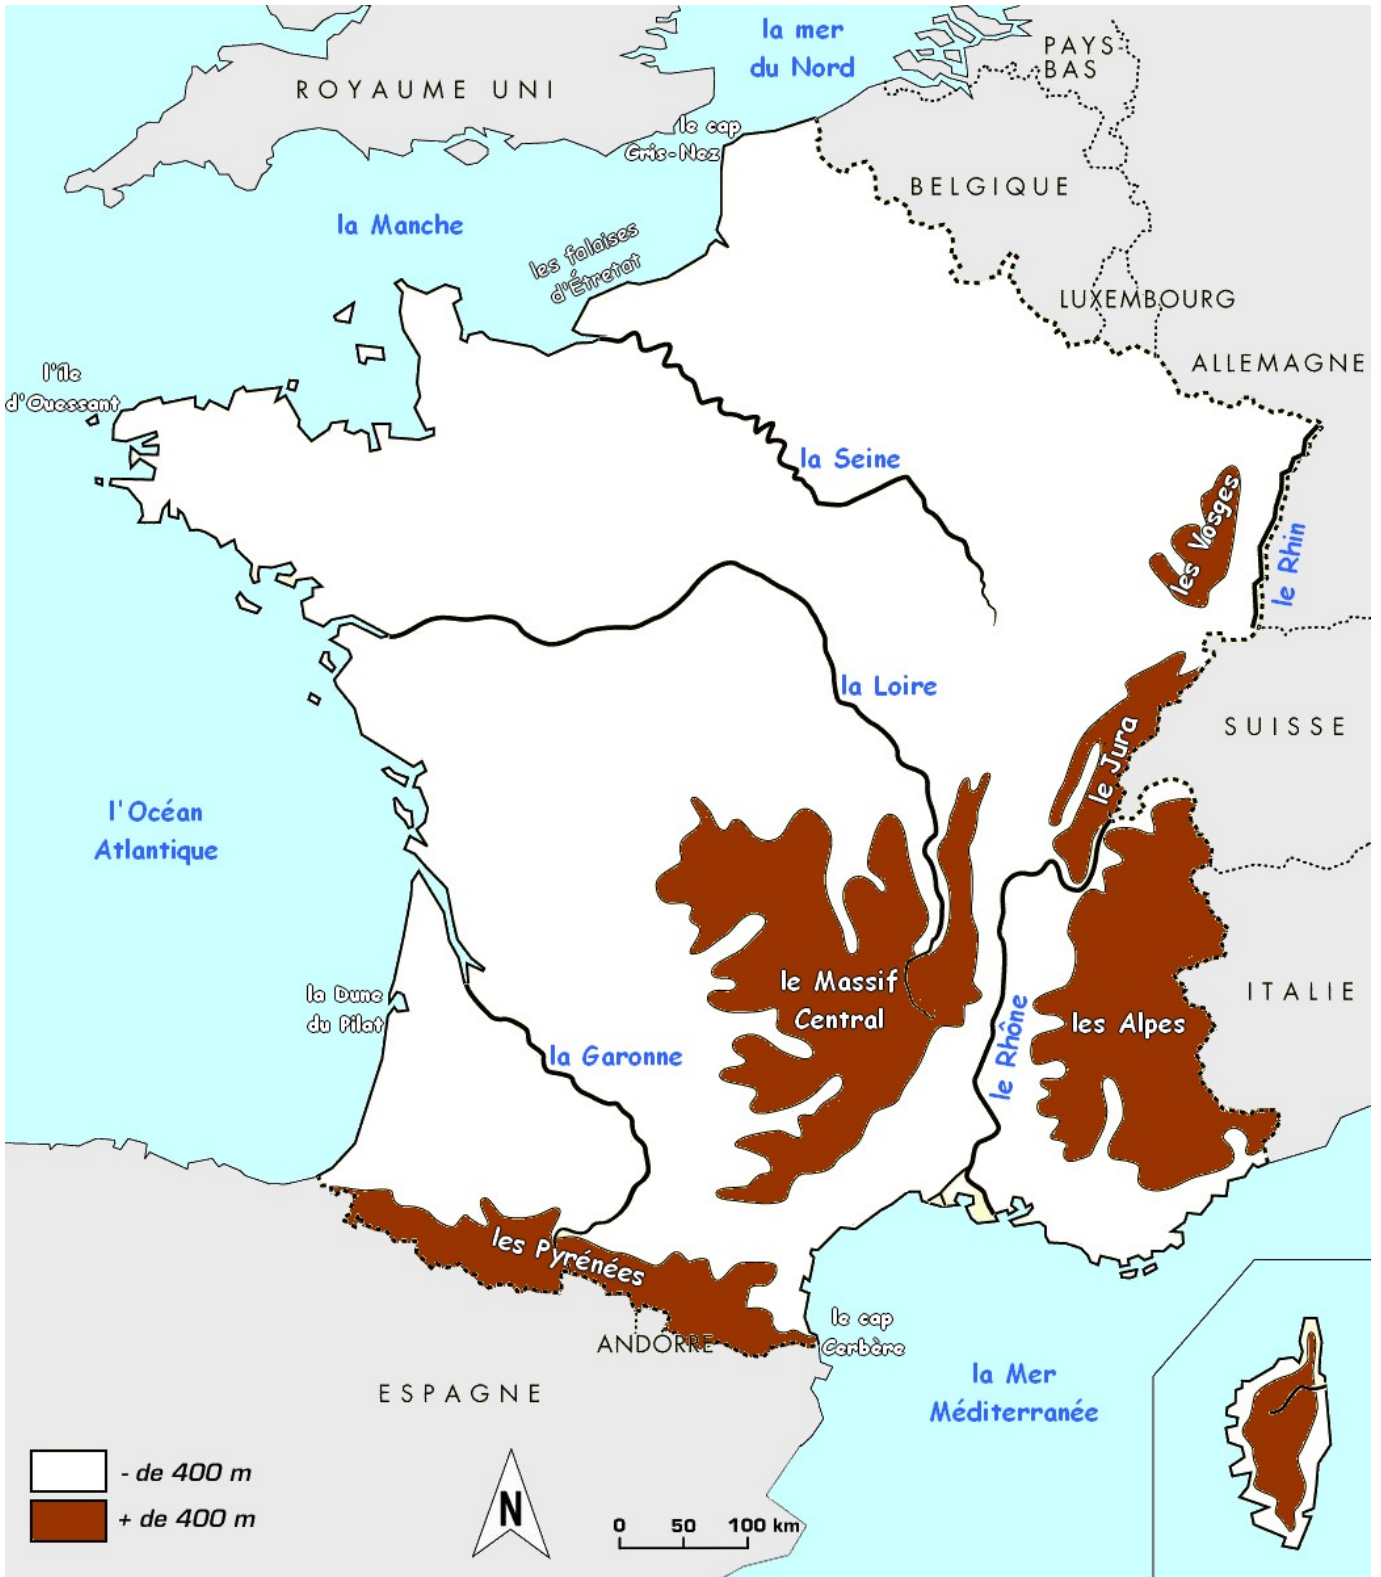 la mer
du Nord
PAYS-
BAS
ROYAUME UNI
le cap
Gris-Nez
BELGIQUE
la Manche
les falaises
d'Étretat
LUXEMBOURG
ALLEMAGNE
l'île
d'Ouessant
la Seine
les Vosges
le Rhin
la Loire
SUISSE
le Jura
l'Océan
Atlantique
le Massif
Central
ITALIE
la Dune
du Pilat
les Alpes
le Rhône
la Garonne
les Pyrénées
le cap
Cerbère
ANDORRE
la Mer
Méditerranée
ESPAGNE
- de 400 m
+ de 400 m
N
0 50 100 km